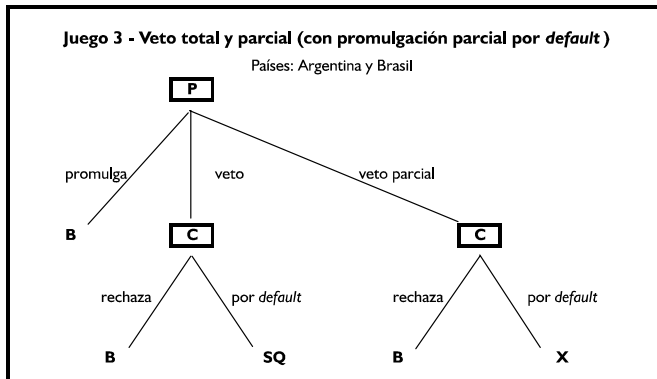 Juego 3 - Veto total y parcial (con promulgación parcial por default)
Países: Argentina y Brasil
P
promulga veto veto parcial
B C C
rechaza por default rechaza por default
B SQ B X